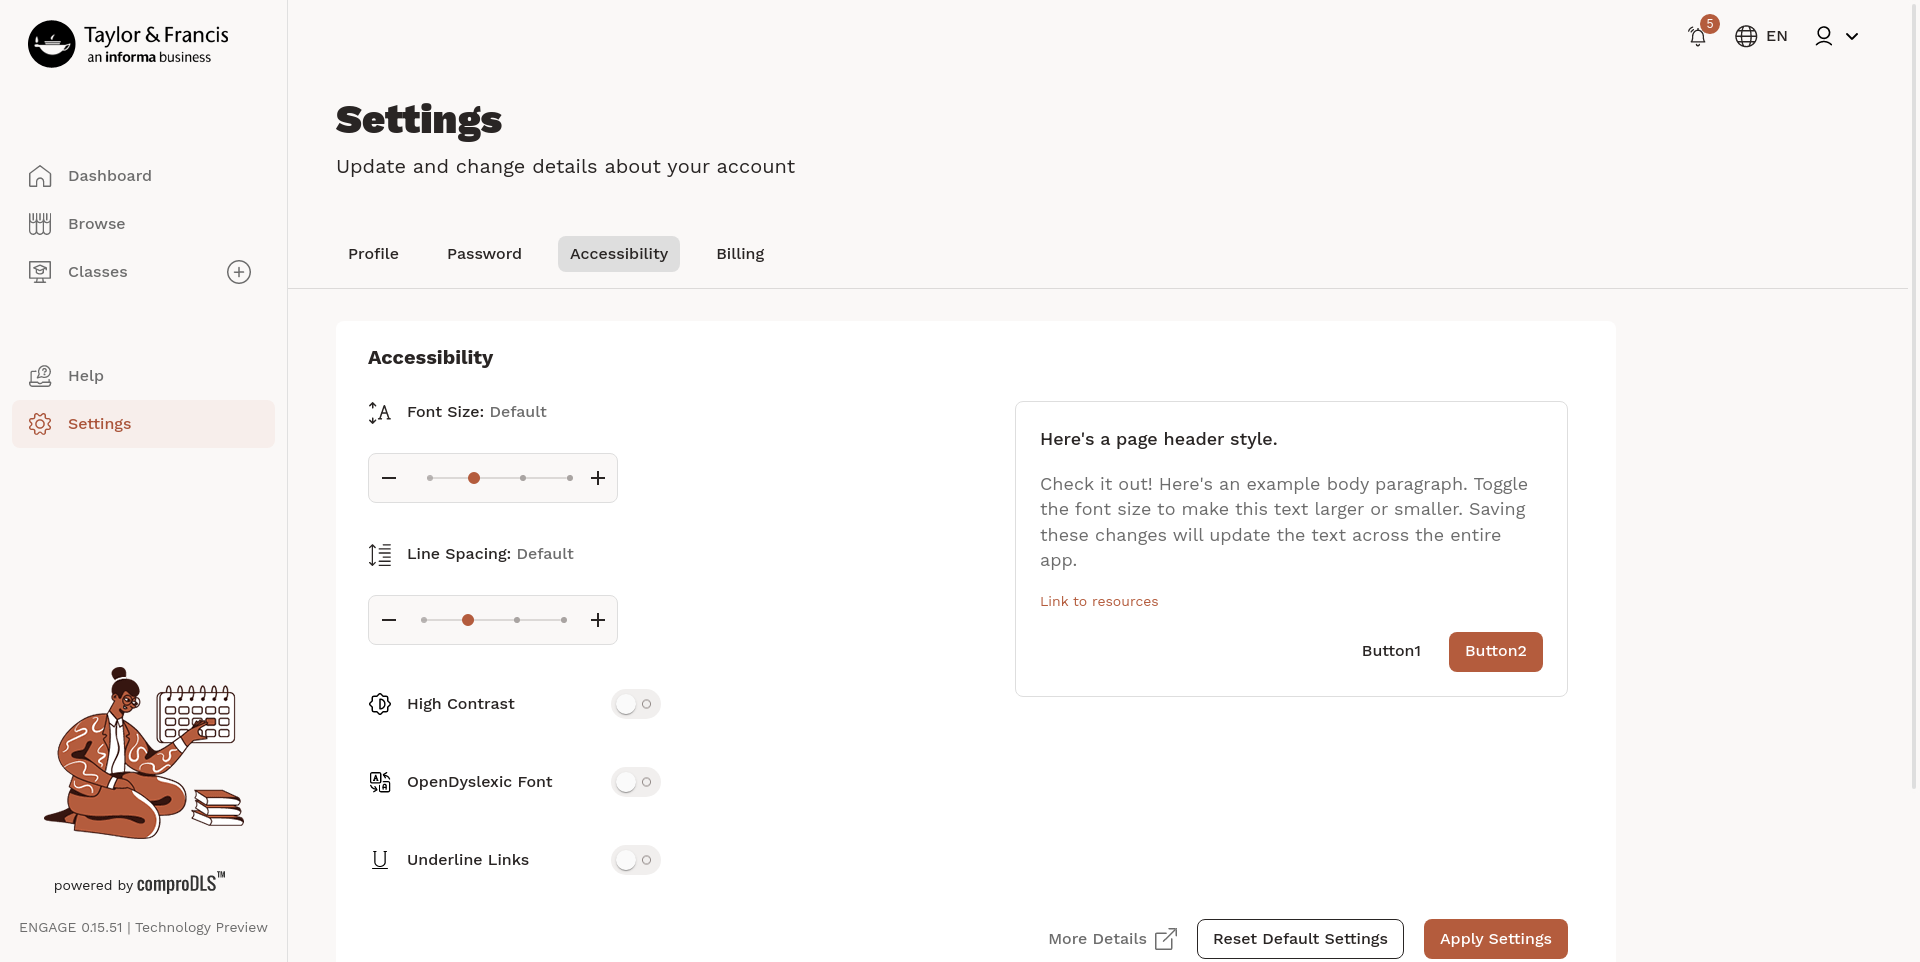 Taylor & Francis
an informa business
5
EN
Dashboard
Browse
Classes
Help
Settings
powered by comproDLS™
ENGAGE 0.15.51 | Technology Preview
Settings
Update and change details about your account
Profile
Password
Accessibility
Billing
Accessibility
Font Size: Default
Line Spacing: Default
High Contrast
OpenDyslexic Font
Underline Links
Here's a page header style.
Check it out! Here's an example body paragraph. Toggle
the font size to make this text larger or smaller. Saving
these changes will update the text across the entire
app.
Link to resources
Button1
Button2
More Details
Reset Default Settings
Apply Settings